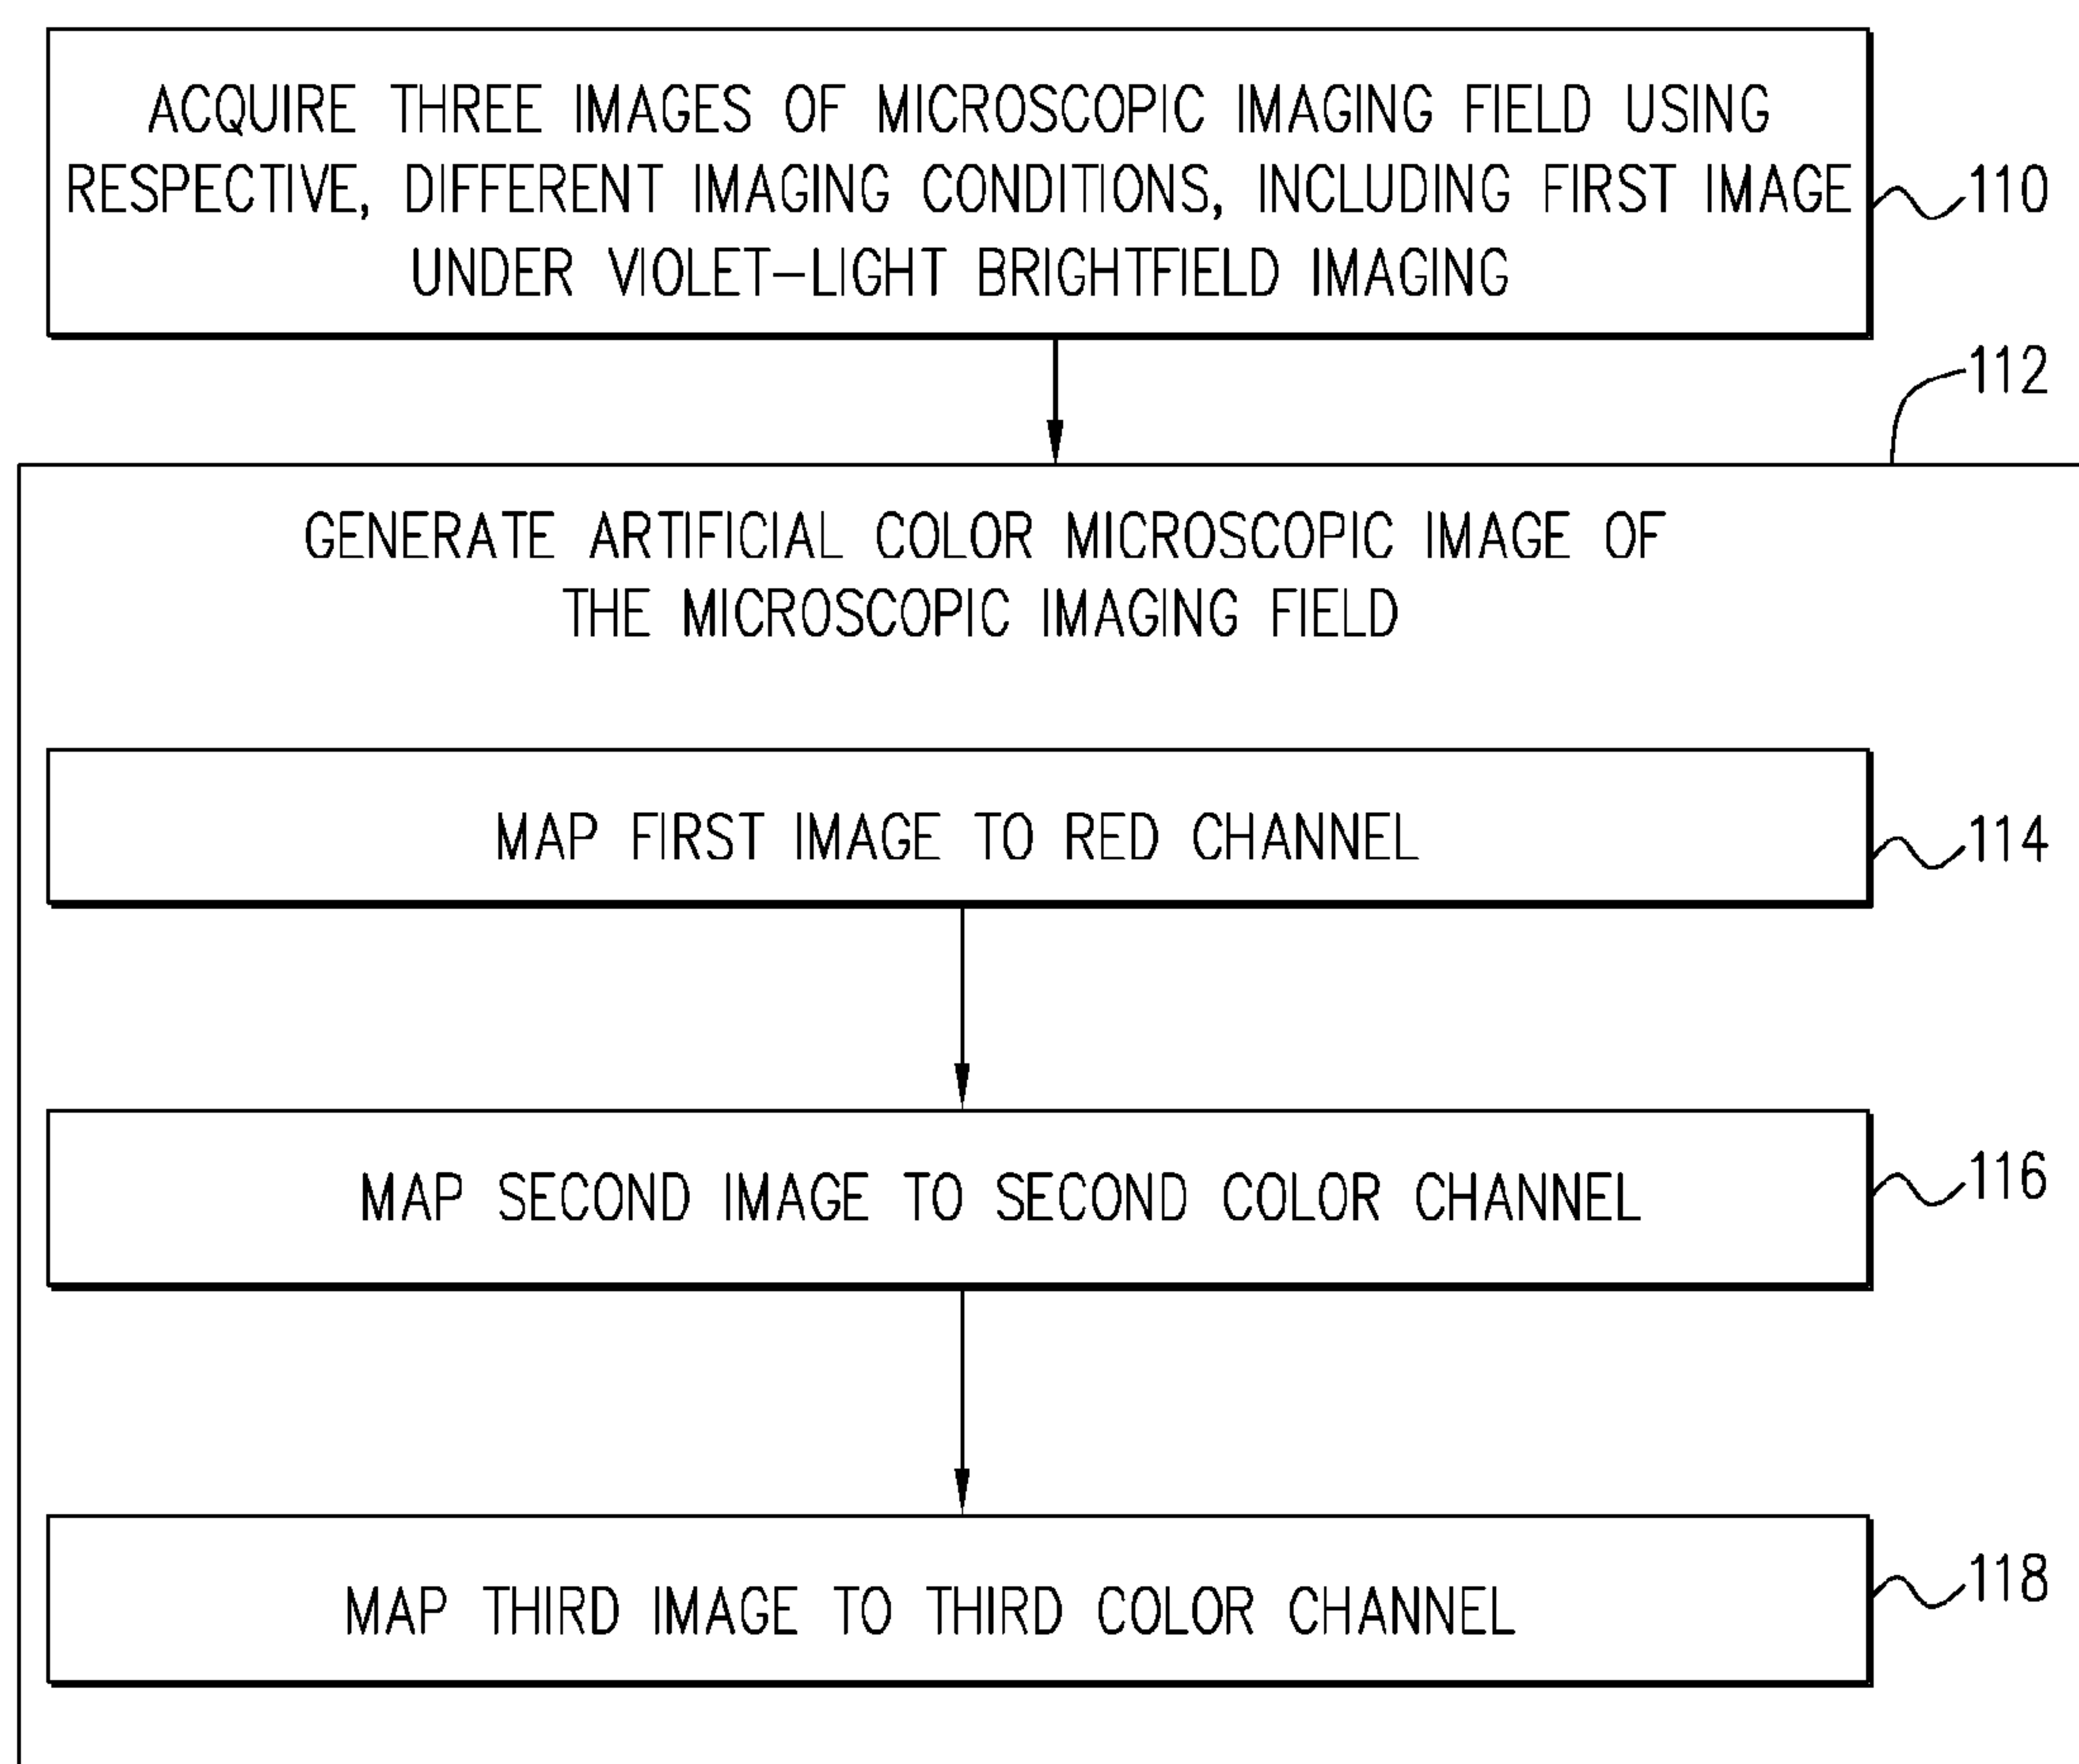 ACQUIRE THREE IMAGES OF MICROSCOPIC IMAGING FIELD USING
RESPECTIVE, DIFFERENT IMAGING CONDITIONS, INCLUDING FIRST IMAGE
UNDER VIOLET-LIGHT BRIGHTFIELD IMAGING
110
112
GENERATE ARTIFICIAL COLOR MICROSCOPIC IMAGE OF
THE MICROSCOPIC IMAGING FIELD
MAP FIRST IMAGE TO RED CHANNEL
114
MAP SECOND IMAGE TO SECOND COLOR CHANNEL
116
MAP THIRD IMAGE TO THIRD COLOR CHANNEL
118